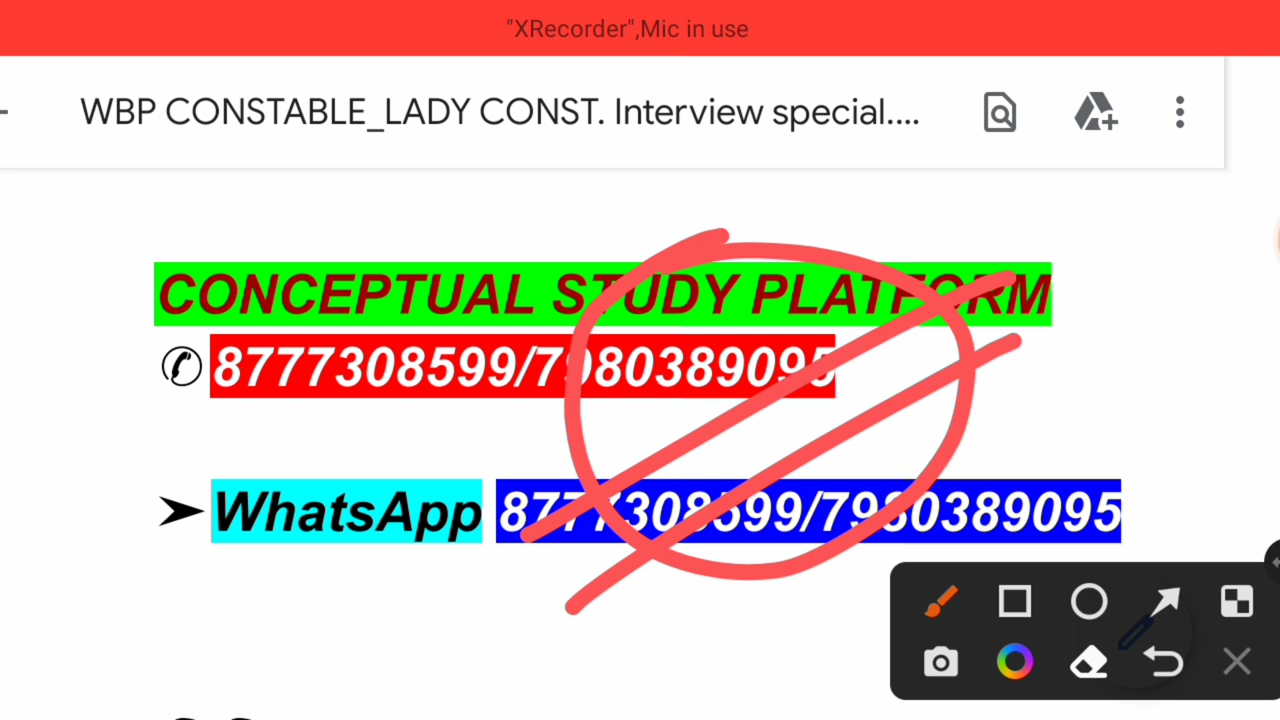 "XRecorder",Mic in use
WBP CONSTABLE_LADY CONST. Interview special....
CONCEPTUAL STUDY PLATFORM
8777308599/7980389095
WhatsApp 8777308599/7980389095